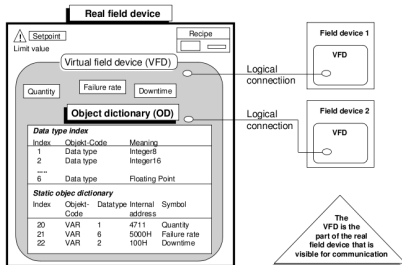 Real field device
Setpoint
Limit value
Recipe
Virtual field device (VFD)
Quantity
Failure rate
Downtime
Object dictionary (OD)
Data type index
Index Objekt-Code Meaning
1 Data type Integer8
2 Data type Integer16
....
6 Data type Floating Point
Static objec dictionary
Index Objekt- Datatype Internal Symbol
Code address
20 VAR 1 4711 Quantity
21 VAR 6 5000H Failure rate
22 VAR 2 100H Downtime
Logical
connectiion
Logical
connection
Field device 1
VFD
Field device 2
VFD
The
VFD is the
part of the real
field device that is
visible for communication